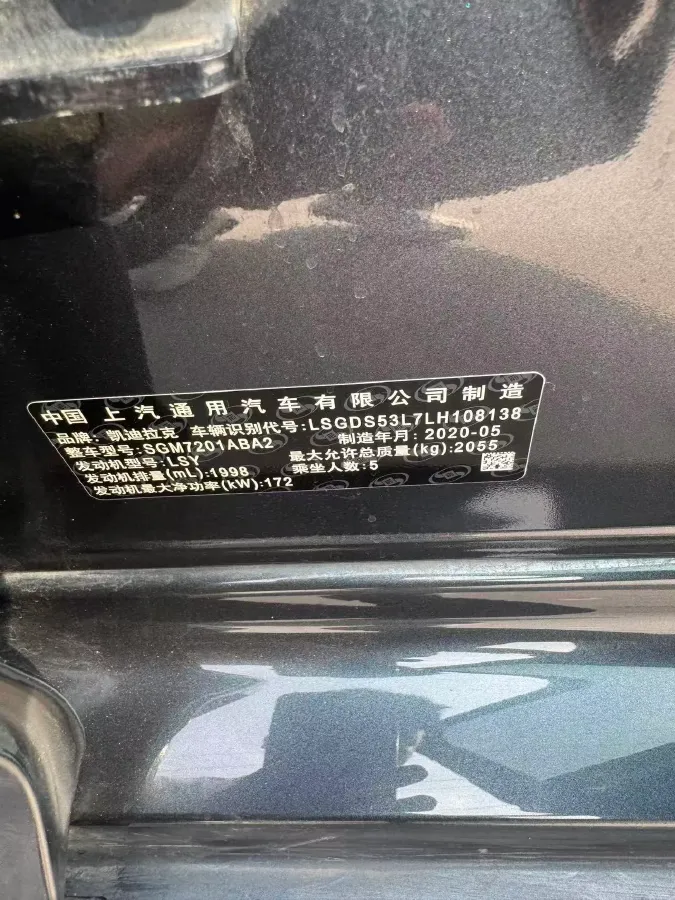 中国 上汽通用汽车有限公司制造
品牌: 凯迪拉克 车辆识别代号:LSGDS53L7LH108138
整车型号:SGM7201ABA2 制造年月: 2020-05
发动机型号:LSY 最大允许总质量(kg):2055
发动机排量(mL):1998 乘坐人数:5
发动机最大净功率(kW):172